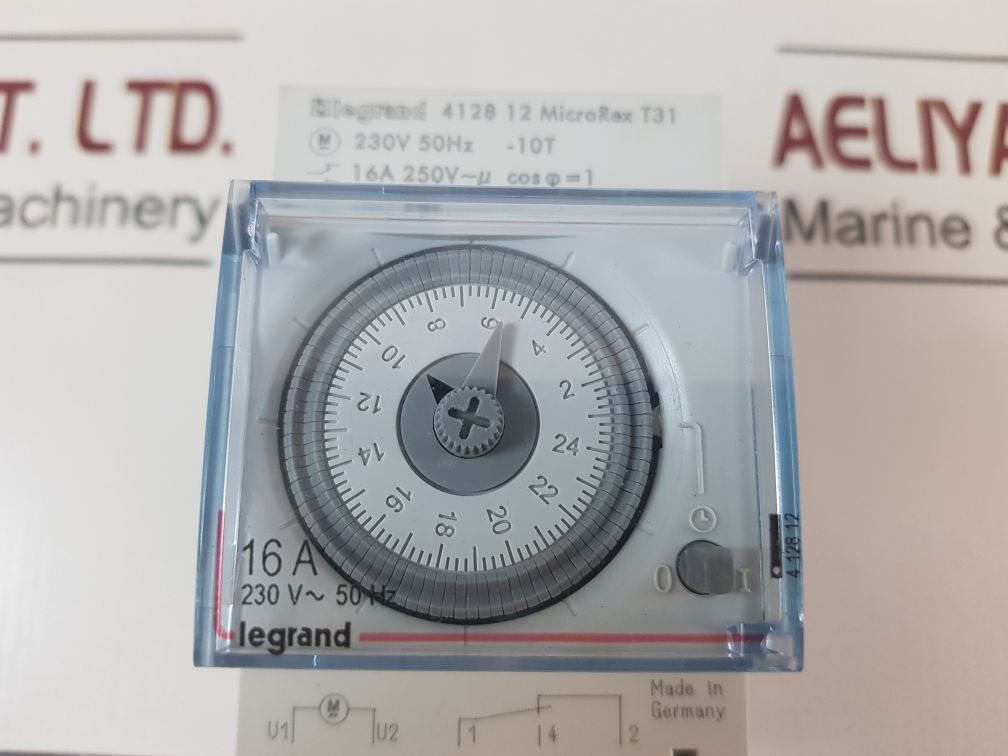 T. LTD.
achinery
AELIYA
Marine &
legrand 4128 12 MicroRex T31
M 230V 50Hz -10T
16A 250V~μ cos φ=1
8 6 4
10 2
12 24
14 22
16 18 20
16 A
230 V~ 50 Hz
legrand
0 I
4 128 12
Made in
Germany
U1 M U2 1 4 2